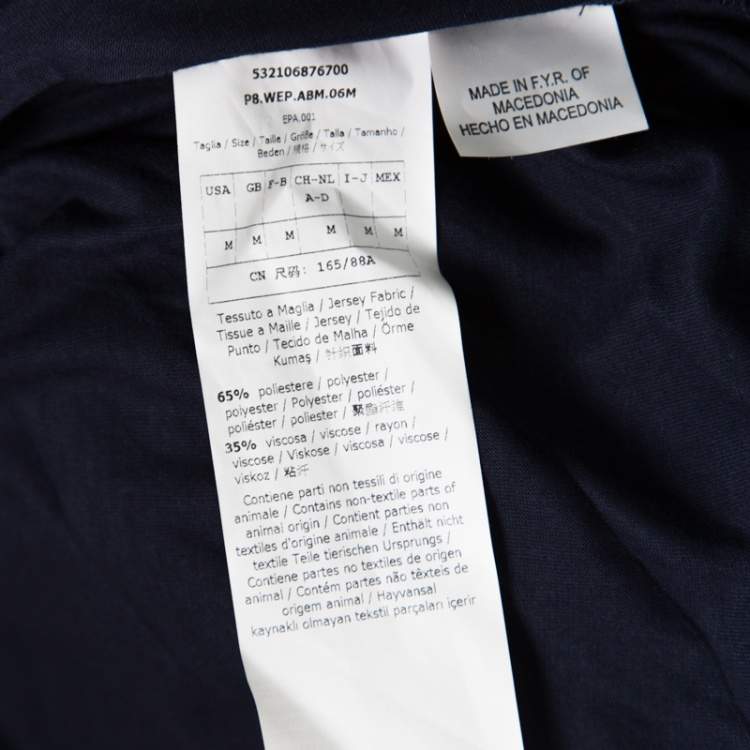 532106876700
P8.WEP.ABM.06M
EPA.001
Taglia / Size / Taille / Größe / Talla / Tamanho /
Beden / 規格 / サイズ
USA GB F-B CH-NL I-J MEX
A-D
M M M M M M
CN 尺码: 165/88A
Tessuto a Maglia / Jersey Fabric /
Tissue a Maille / Jersey / Tejido de
Punto / Tecido de Malha / Örme
Kumaş / 针织面料
65% poliestere / polyester /
polyester / Polyester / poliéster /
poliéster / poliester / 聚酯纤维
35% viscosa / viscose / rayon /
viscose / Viskose / viscosa / viscose /
viskoz / 粘纤
Contiene parti non tessili di origine
animale / Contains non-textile parts of
animal origin / Contient parties non
textiles d'origine animale / Enthält nicht
textile Teile tierischen Ursprungs /
Contiene partes no textiles de origen
animal / Contém partes não têxteis de
origem animal / Hayvansal
kaynaklı olmayan tekstil parçaları içerir
MADE IN F.Y.R. OF
MACEDONIA
HECHO EN MACEDONIA